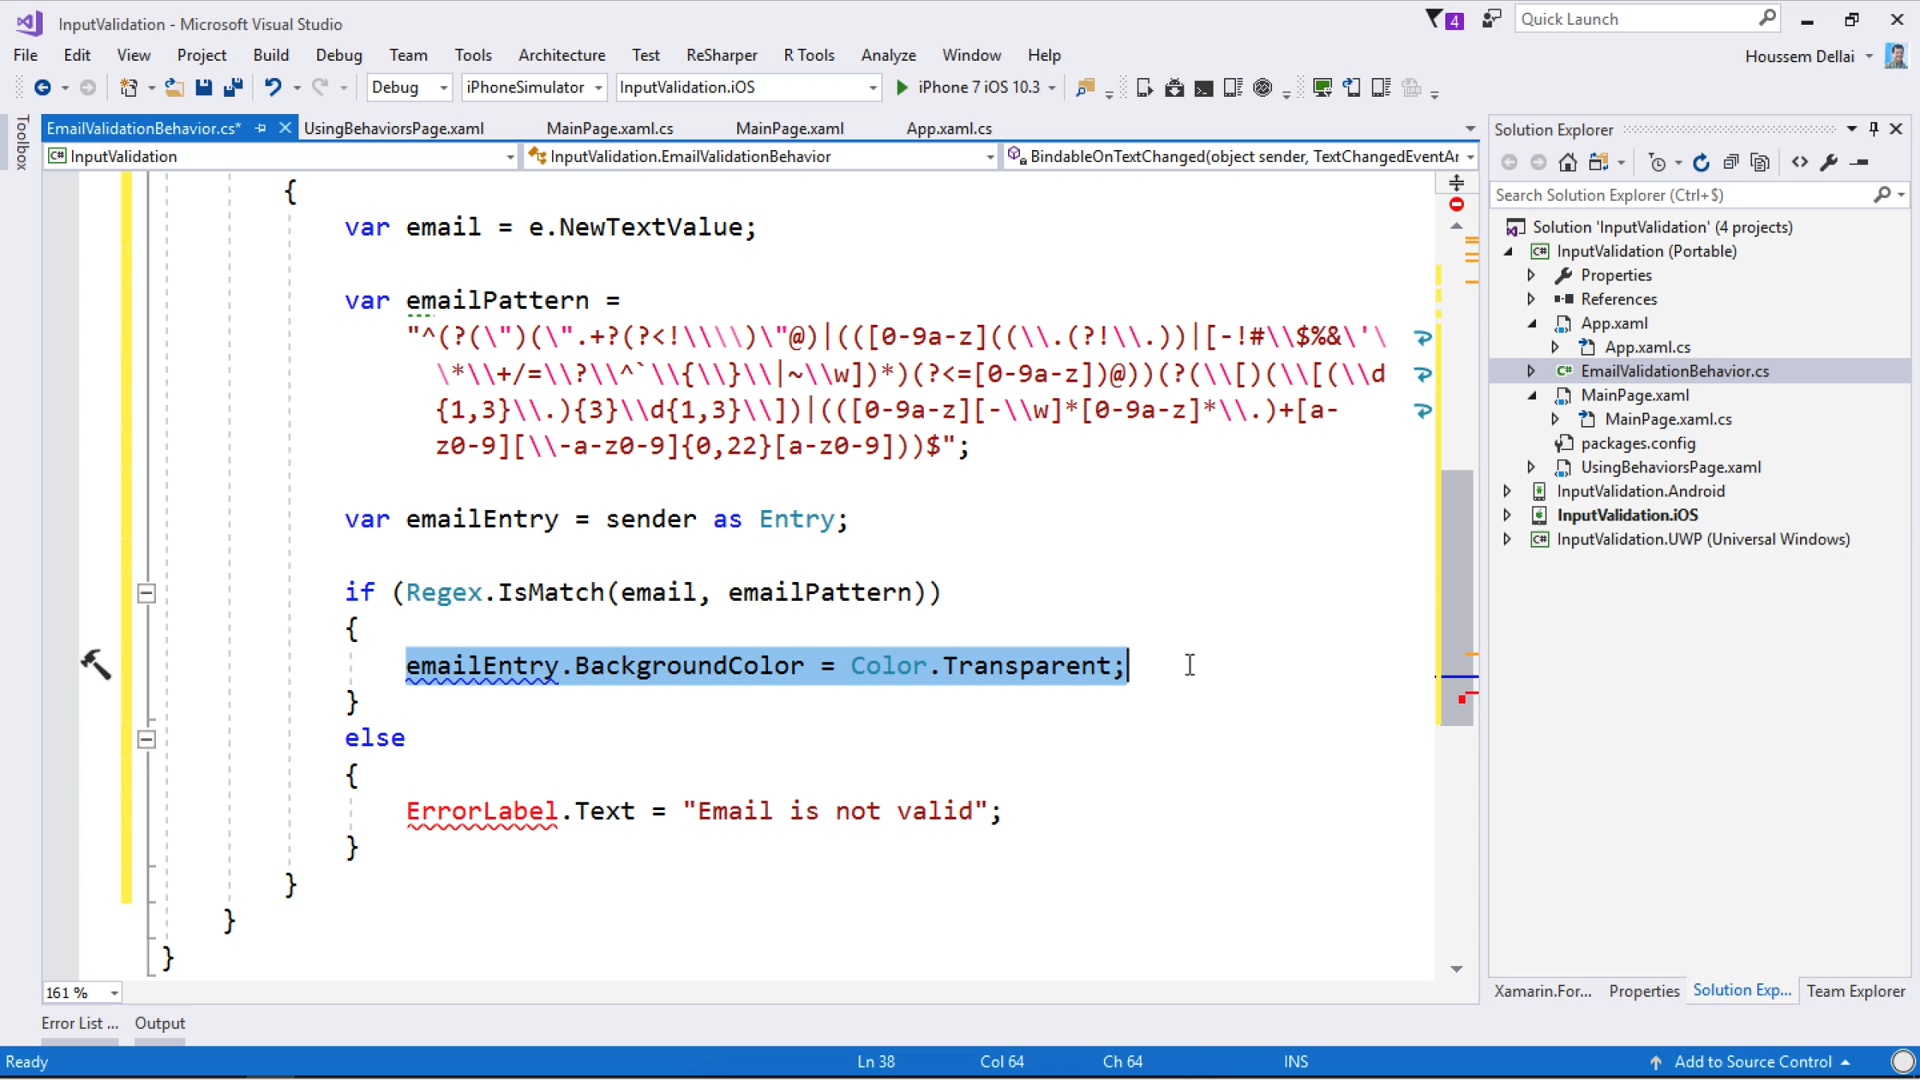 InputValidation - Microsoft Visual Studio
4
Quick Launch
File Edit View Project Build Debug Team Tools Architecture Test ReSharper R Tools Analyze Window Help
Houssem Dellai
Debug iPhoneSimulator InputValidation.iOS iPhone 7 iOS 10.3
Toolbox
EmailValidationBehavior.cs* UsingBehaviorsPage.xaml MainPage.xaml.cs MainPage.xaml App.xaml.cs
InputValidation InputValidation.EmailValidationBehavior BindableOnTextChanged(object sender, TextChangedEventAr
{
var email = e.NewTextValue;
var emailPattern =
"^(?(\")(\".+?(?<!\\\\)\"@)|(([0-9a-z]((\\.(?!\\.))|[-!#\\$%&\'\
\*\\+/=\\?\\^`\\{\\}\\|~\\w])*)(?<=[0-9a-z])@))(?(\\[)(\\[(\\d
{1,3}\\.){3}\\d{1,3}\\])|(([0-9a-z][-\\w]*[0-9a-z]*\\.)+[a-
z0-9][\\-a-z0-9]{0,22}[a-z0-9]))$";
var emailEntry = sender as Entry;
if (Regex.IsMatch(email, emailPattern))
{
emailEntry.BackgroundColor = Color.Transparent;
}
else
{
ErrorLabel.Text = "Email is not valid";
}
}
}
}
161 %
Error List ... Output
Solution Explorer
Search Solution Explorer (Ctrl+$)
Solution 'InputValidation' (4 projects)
InputValidation (Portable)
Properties
References
App.xaml
App.xaml.cs
EmailValidationBehavior.cs
MainPage.xaml
MainPage.xaml.cs
packages.config
UsingBehaviorsPage.xaml
InputValidation.Android
InputValidation.iOS
InputValidation.UWP (Universal Windows)
Xamarin.For... Properties Solution Exp... Team Explorer
Ready Ln 38 Col 64 Ch 64 INS Add to Source Control